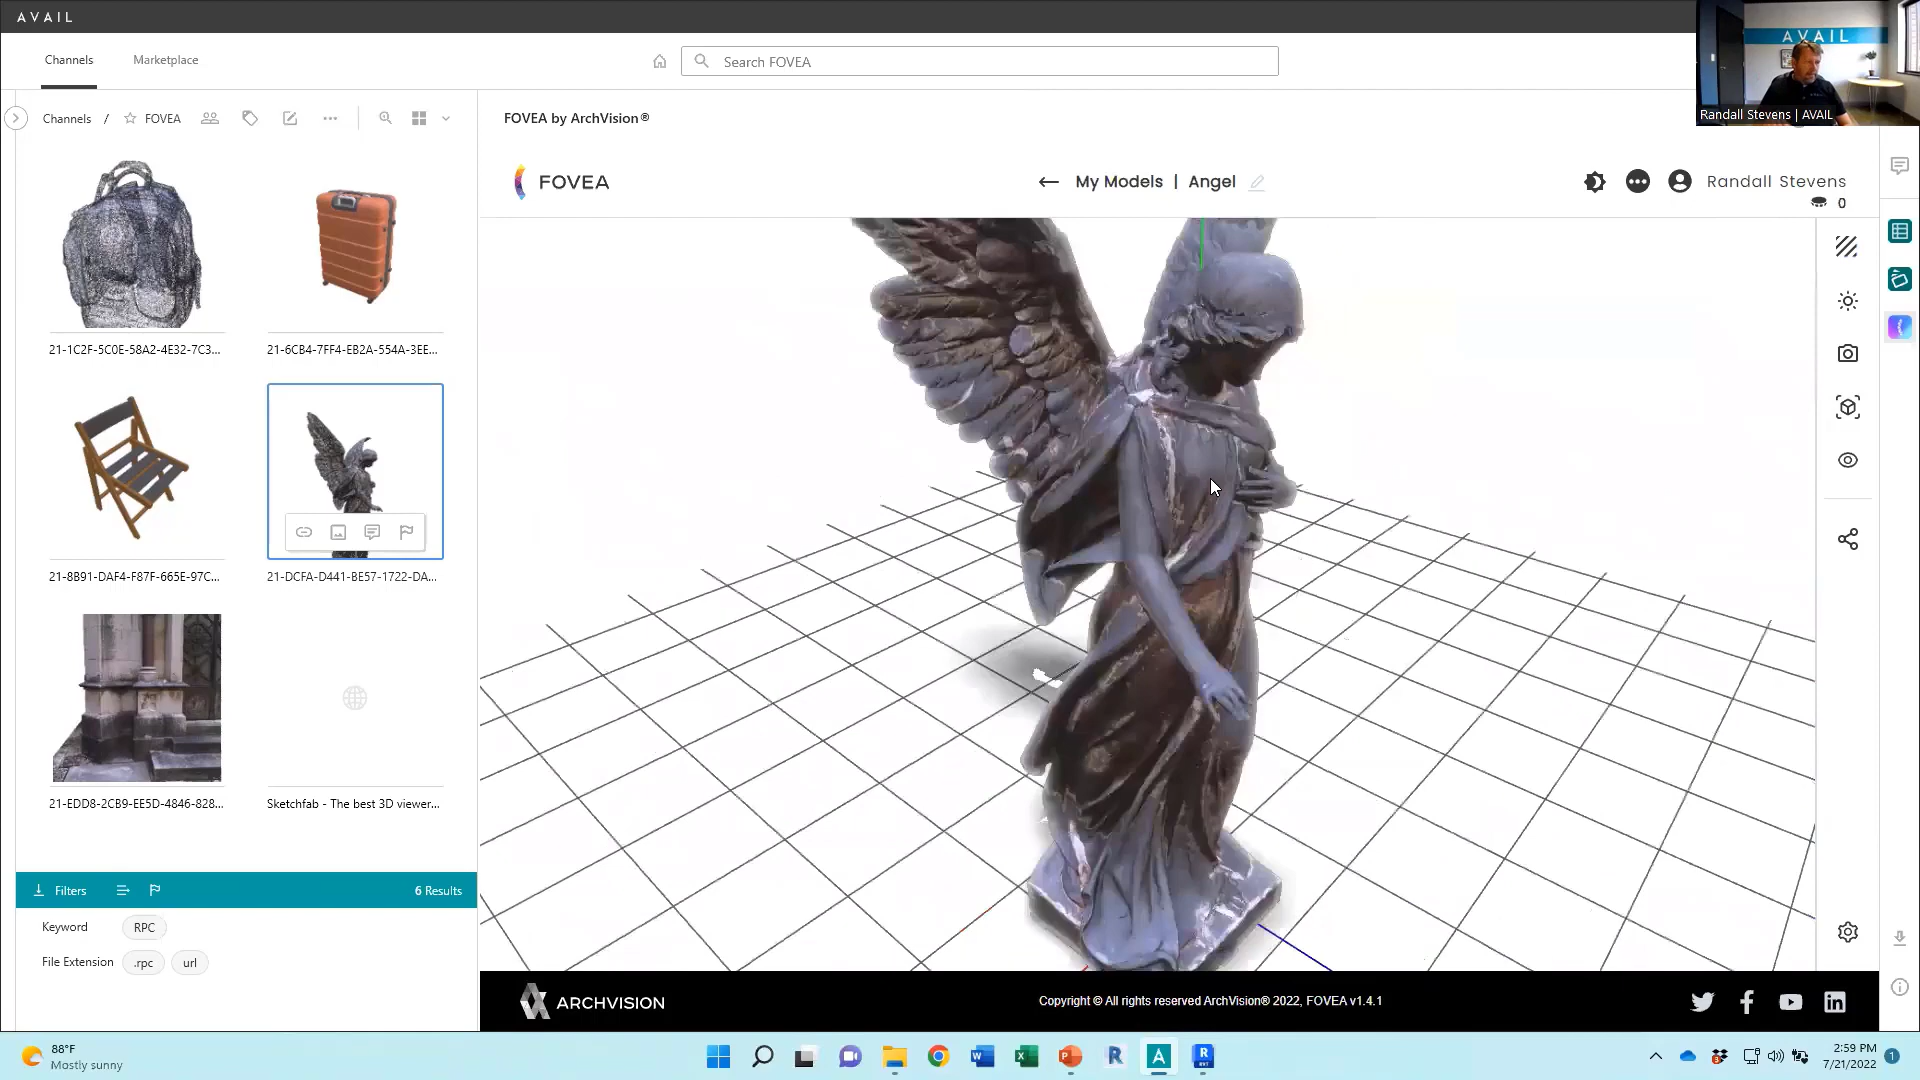 AVAIL
Channels
Marketplace
Search FOVEA
AVAIL
Randall Stevens | AVAIL
Channels / FOVEA
FOVEA by ArchVision®
FOVEA
My Models | Angel
Randall Stevens
0
21-1C2F-5C0E-58A2-4E32-7C3...
21-6CB4-7FF4-EB2A-554A-3EE...
21-8B91-DAF4-F87F-665E-97C...
21-DCFA-D441-BE57-1722-DA...
21-EDD8-2CB9-EE5D-4846-828...
Sketchfab - The best 3D viewer...
Filters
6 Results
Keyword
RPC
File Extension
.rpc
url
ARCHVISION
Copyright © All rights reserved ArchVision® 2022, FOVEA v1.4.1
88°F
Mostly sunny
2:59 PM
7/21/2022
1